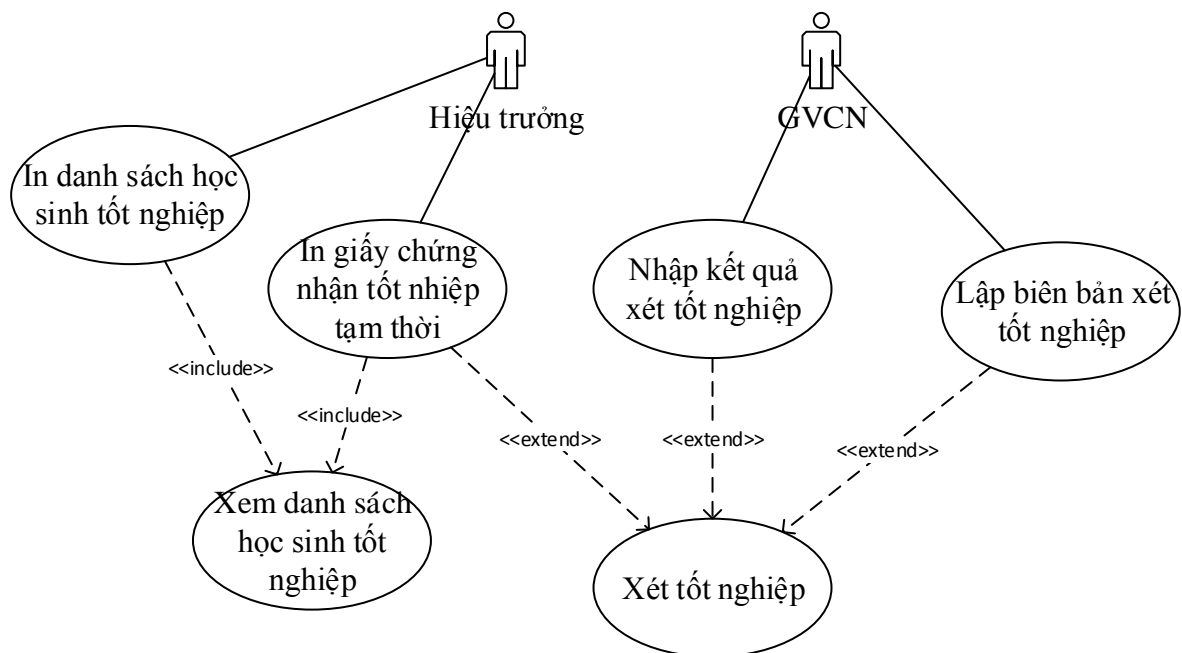 Hiệu trưởng
GVCN
In danh sách học
sinh tốt nghiệp
In giấy chứng
nhận tốt nhiệp
tạm thời
Nhập kết quả
xét tốt nghiệp
Lập biên bản xét
tốt nghiệp
<<include>>
<<include>>
<<extend>>
<<extend>>
<<extend>>
Xem danh sách
học sinh tốt
nghiệp
Xét tốt nghiệp